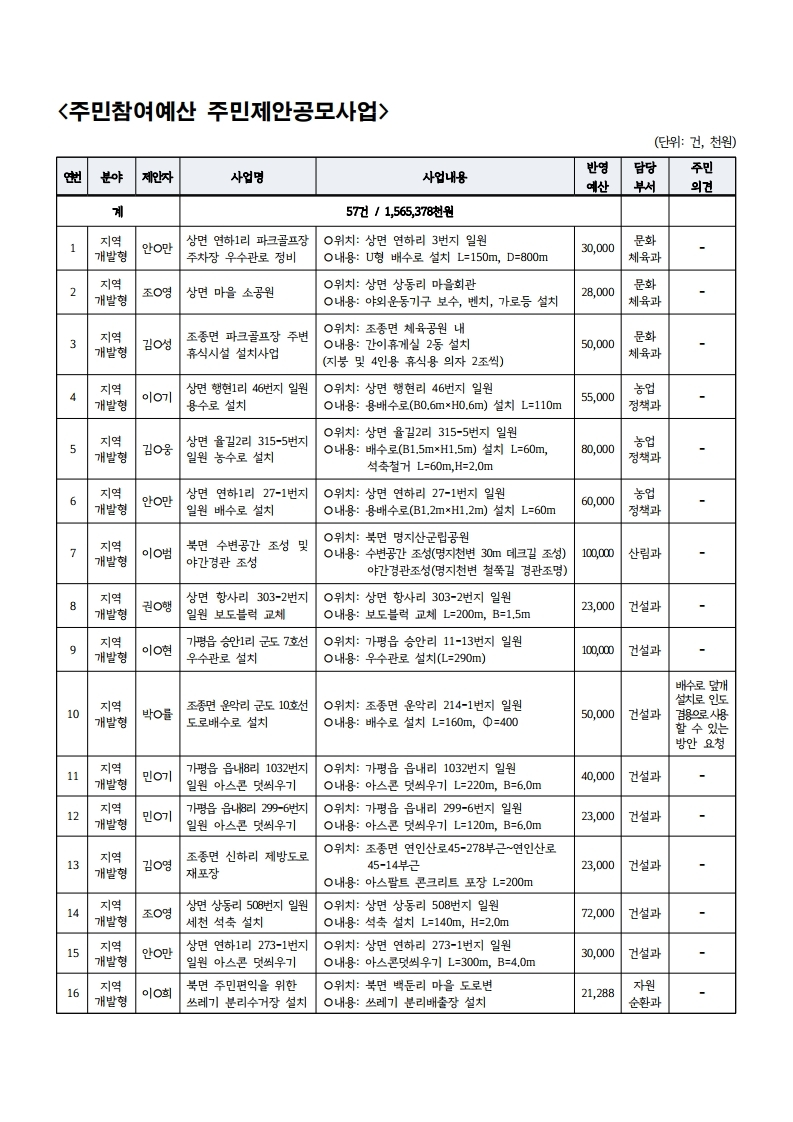 <주민참여예산 주민제안공모사업>
(단위: 건, 천원)
연번 분야 제안자 사업명 사업내용 반영 예산 담당 부서 주민 의견
계 57건 / 1,565,378천원
1 지역 개발형 안O만 상면 연하1리 파크골프장 주차장 우수관로 정비 ㅇ위치: 상면 연하리 3번지 일원
ㅇ내용: U형 배수로 설치 L=150m, D=800m 30,000 문화 체육과 -
2 지역 개발형 조O영 상면 마을 소공원 ㅇ위치: 상면 상동리 마을회관
ㅇ내용: 야외운동기구 보수, 벤치, 가로등 설치 28,000 문화 체육과 -
3 지역 개발형 김O성 조종면 파크골프장 주변 휴식시설 설치사업 ㅇ위치: 조종면 체육공원 내
ㅇ내용: 간이휴게실 2동 설치
(지붕 및 4인용 휴식용 의자 2조씩) 50,000 문화 체육과 -
4 지역 개발형 이O기 상면 행현1리 46번지 일원 용수로 설치 ㅇ위치: 상면 행현리 46번지 일원
ㅇ내용: 용배수로(B0.6m×H0.6m) 설치 L=110m 55,000 농업 정책과 -
5 지역 개발형 김O웅 상면 율길2리 315-5번지 일원 농수로 설치 ㅇ위치: 상면 율길2리 315-5번지 일원
ㅇ내용: 배수로(B1.5m×H1.5m) 설치 L=60m,
석축철거 L=60m,H=2.0m 80,000 농업 정책과 -
6 지역 개발형 안O만 상면 연하1리 27-1번지 일원 배수로 설치 ㅇ위치: 상면 연하리 27-1번지 일원
ㅇ내용: 용배수로(B1.2m×H1.2m) 설치 L=60m 60,000 농업 정책과 -
7 지역 개발형 이O범 북면 수변공간 조성 및 야간경관 조성 ㅇ위치: 북면 명지산군립공원
ㅇ내용: 수변공간 조성(명지천변 30m 데크길 조성)
야간경관조성(명지천변 철쭉길 경관조명) 100,000 산림과 -
8 지역 개발형 권O행 상면 항사리 303-2번지 일원 보도블럭 교체 ㅇ위치: 상면 항사리 303-2번지 일원
ㅇ내용: 보도블럭 교체 L=200m, B=1.5m 23,000 건설과 -
9 지역 개발형 이O현 가평읍 승안1리 군도 7호선 우수관로 설치 ㅇ위치: 가평읍 승안리 11-13번지 일원
ㅇ내용: 우수관로 설치(L=290m) 100,000 건설과 -
10 지역 개발형 박O률 조종면 운악리 군도 10호선 도로배수로 설치 ㅇ위치: 조종면 운악리 214-1번지 일원
ㅇ내용: 배수로 설치 L=160m, Φ=400 50,000 건설과 배수로 덮개 설치로 인도 겸용으로 사용 할 수 있는 방안 요청
11 지역 개발형 민O기 가평읍 읍내8리 1032번지 일원 아스콘 덧씌우기 ㅇ위치: 가평읍 읍내리 1032번지 일원
ㅇ내용: 아스콘 덧씌우기 L=220m, B=6.0m 40,000 건설과 -
12 지역 개발형 민O기 가평읍 읍내8리 299-6번지 일원 아스콘 덧씌우기 ㅇ위치: 가평읍 읍내리 299-6번지 일원
ㅇ내용: 아스콘 덧씌우기 L=120m, B=6.0m 23,000 건설과 -
13 지역 개발형 김O영 조종면 신하리 제방도로 재포장 ㅇ위치: 조종면 연인산로45-278부근~연인산로
45-14부근
ㅇ내용: 아스팔트 콘크리트 포장 L=200m 23,000 건설과 -
14 지역 개발형 조O영 상면 상동리 508번지 일원 세천 석축 설치 ㅇ위치: 상면 상동리 508번지 일원
ㅇ내용: 석축 설치 L=140m, H=2.0m 72,000 건설과 -
15 지역 개발형 안O만 상면 연하1리 273-1번지 일원 아스콘 덧씌우기 ㅇ위치: 상면 연하리 273-1번지 일원
ㅇ내용: 아스콘덧씌우기 L=300m, B=4.0m 30,000 건설과 -
16 지역 개발형 이O희 북면 주민편익을 위한 쓰레기 분리수거장 설치 ㅇ위치: 북면 백둔리 마을 도로변
ㅇ내용: 쓰레기 분리배출장 설치 21,288 자원 순환과 -